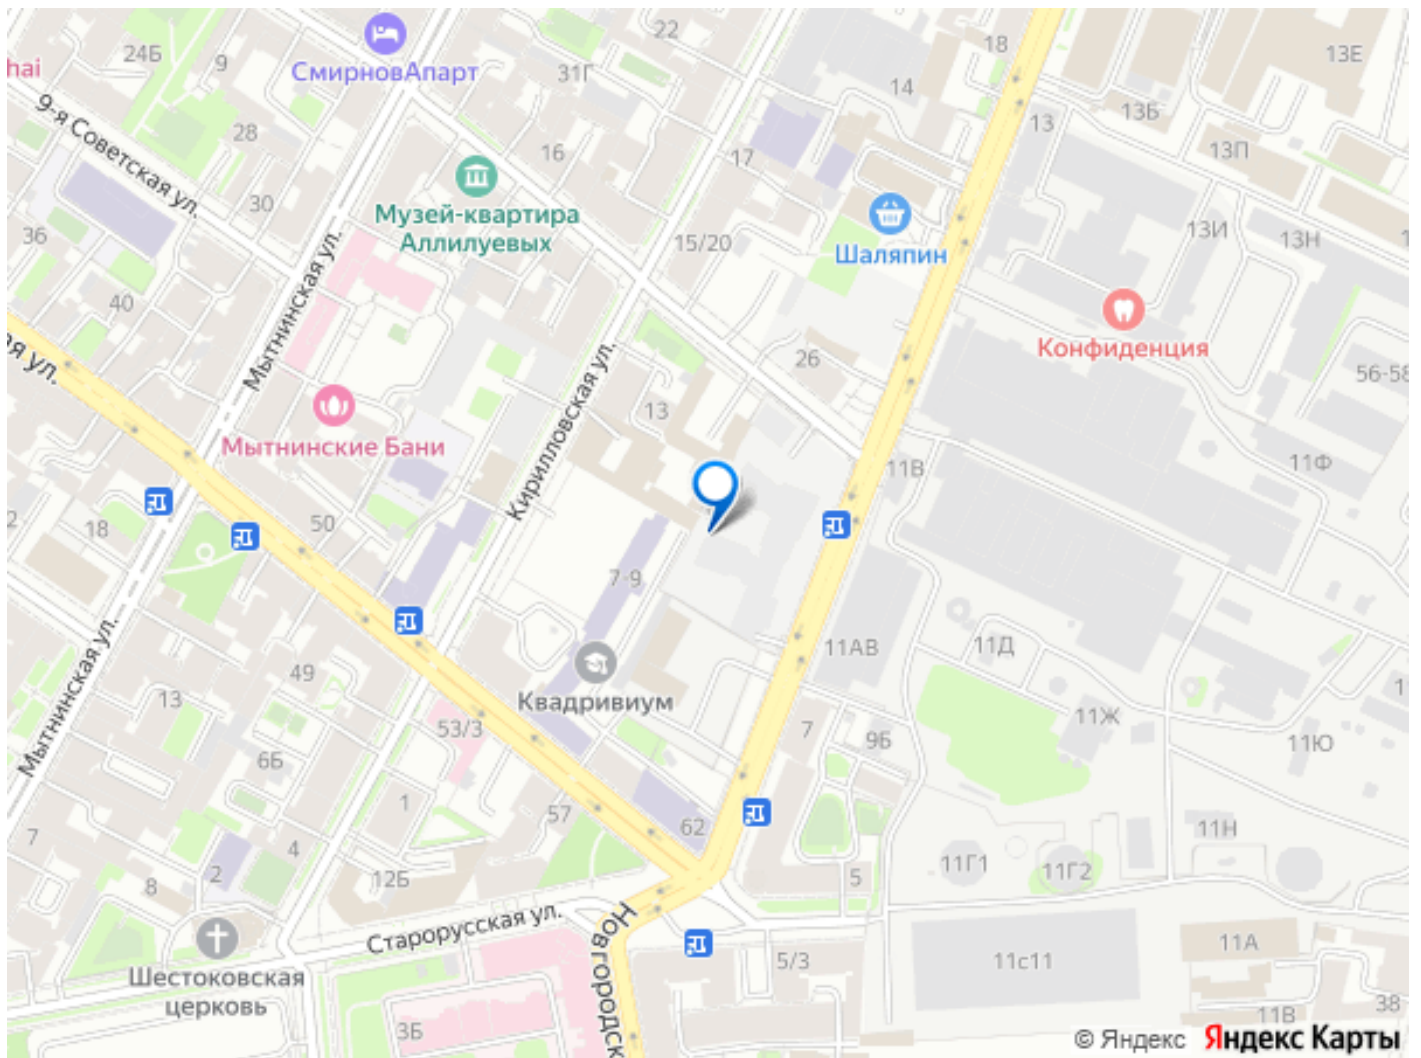 22
18
24Б
9
hai
СмирновАпарт
31Г
13Е
14
13Б
13
9-я Советская ул.
28
16
17
13П
30
Музей-квартира
Аллилуевых
36
15/20
Шаляпин
13И
13Н
1
40
Мытнинская ул.
Конфиденция
ая ул.
26
56-58
Кирилловская ул.
13
Мытнинские Бани
11В
11Ф
2
18
50
7-9
Мытнинская ул.
11АВ
11Д
49
13
Квадривиум
1
53/3
7
9Б
11Ж
11Ю
6Б
1
57
62
11Н
7
4
2
8
12Б
5
11Г1
11Г2
Старорусская ул.
Новгородск
Шестоковская
церковь
5/3
11с11
11А
3Б
11В
38
© Яндекс Яндекс Карты